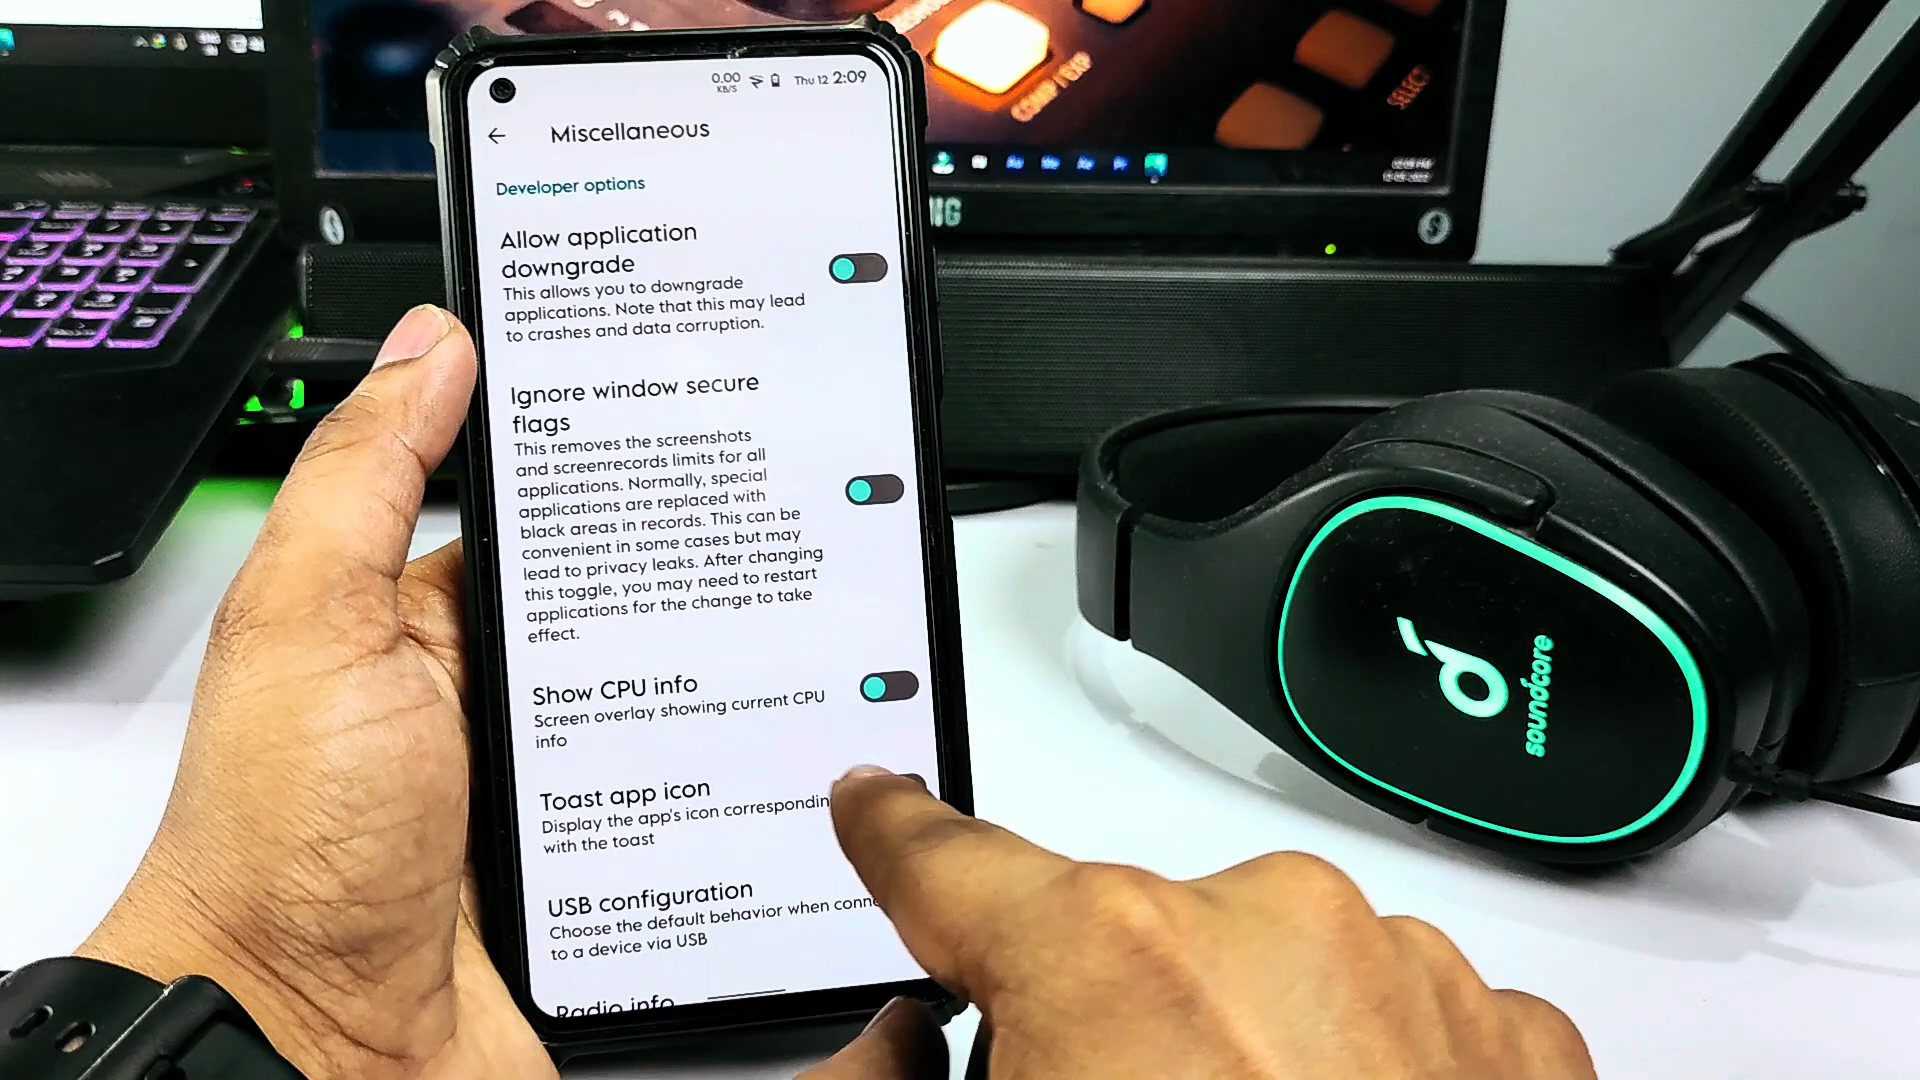 0.00
KB/S
Thu 12 2:09
Miscellaneous
Developer options
Allow application
downgrade
This allows you to downgrade
applications. Note that this may lead
to crashes and data corruption.
Ignore window secure
flags
This removes the screenshots
and screenrecords limits for all
applications. Normally, special
applications are replaced with
black areas in records. This can be
convenient in some cases but may
lead to privacy leaks. After changing
this toggle, you may need to restart
applications for the change to take
effect.
Show CPU info
Screen overlay showing current CPU
info
Toast app icon
Display the app's icon correspondin
with the toast
USB configuration
Choose the default behavior when conne
to a device via USB
Radio info
COMP / EXP
SELECT
NG
soundcore